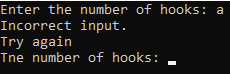 Enter the number of hooks: a
Incorrect input.
Try again
Tne number of hooks: